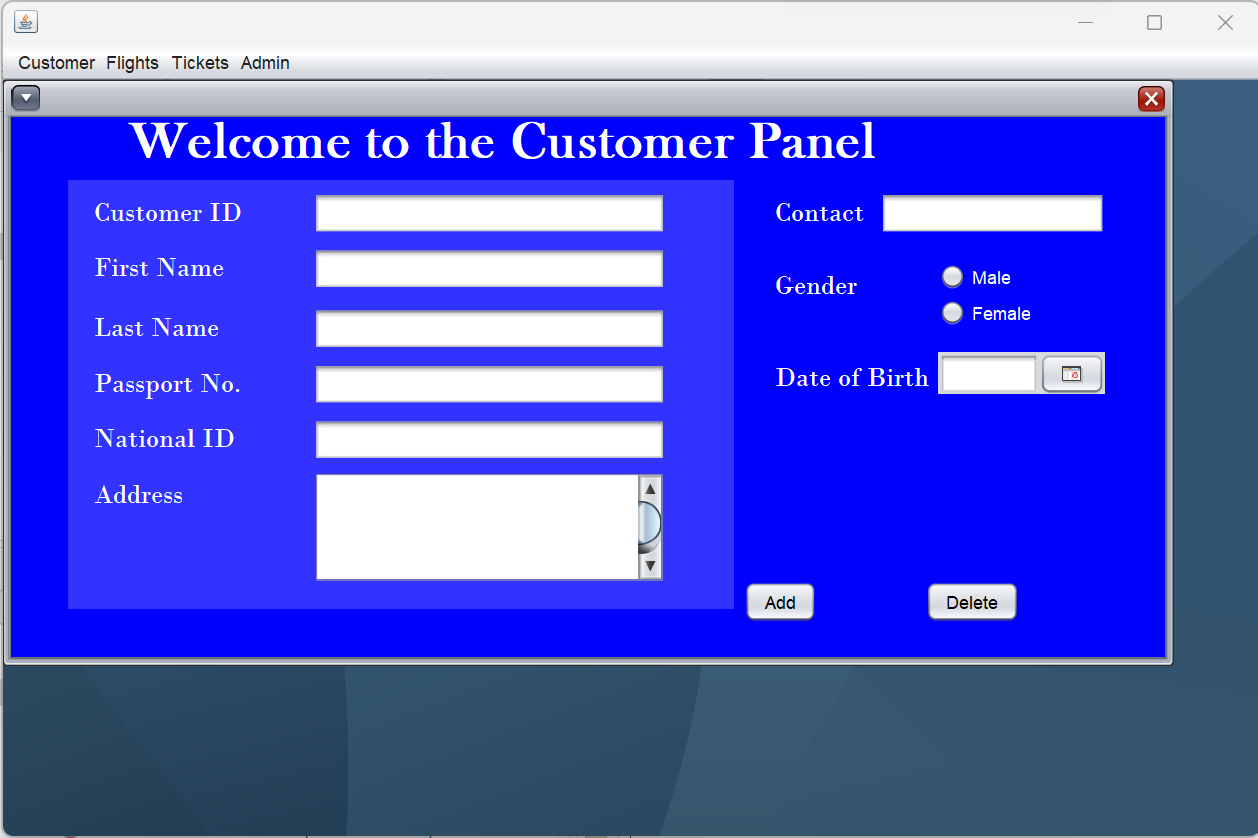 Customer Flights Tickets Admin
Welcome to the Customer Panel
Customer ID
First Name
Last Name
Passport No.
National ID
Address
Contact
Gender
Male
Female
Date of Birth
Add
Delete